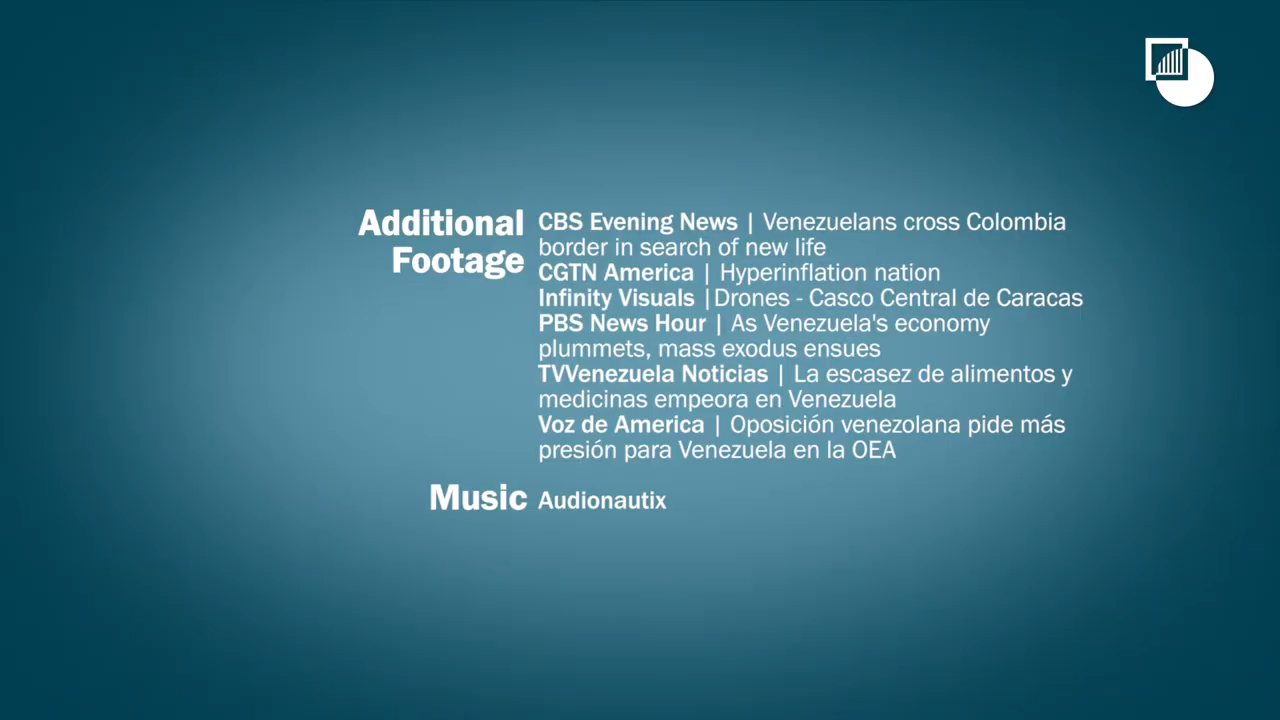 Additional
Footage
CBS Evening News | Venezuelans cross Colombia
border in search of new life
CGTN America | Hyperinflation nation
Infinity Visuals |Drones - Casco Central de Caracas
PBS News Hour | As Venezuela's economy
plummets, mass exodus ensues
TVVenezuela Noticias | La escasez de alimentos y
medicinas empeora en Venezuela
Voz de America | Oposición venezolana pide más
presión para Venezuela en la OEA
Music Audionautix